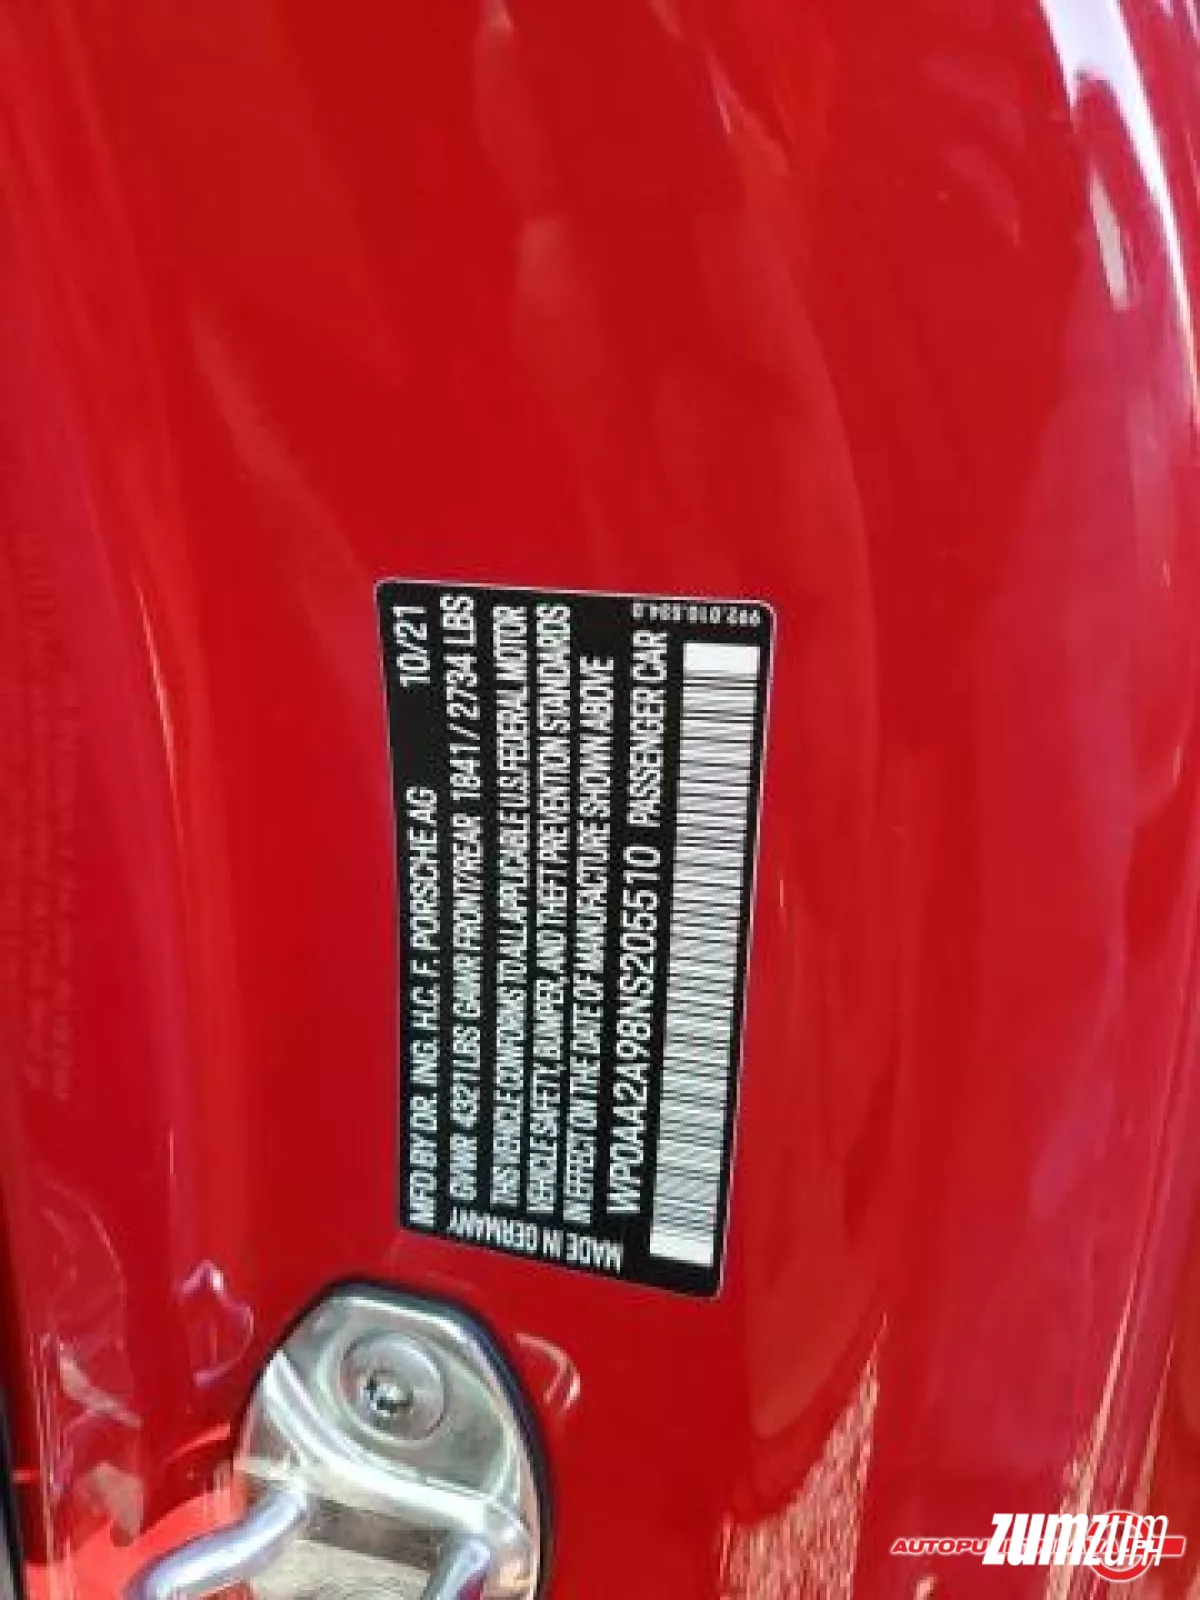 MFD BY DR. ING. H.C. F. PORSCHE AG 10/21
GVWR 4321 LBS GAWR FRONT/REAR 1841 / 2734 LBS
THIS VEHICLE CONFORMS TO ALL APPLICABLE U.S. FEDERAL MOTOR
VEHICLE SAFETY, BUMPER, AND THEFT PREVENTION STANDARDS
IN EFFECT ON THE DATE OF MANUFACTURE SHOWN ABOVE
WP0AA2A98NS205510 PASSENGER CAR
MADE IN GERMANY
zumzum